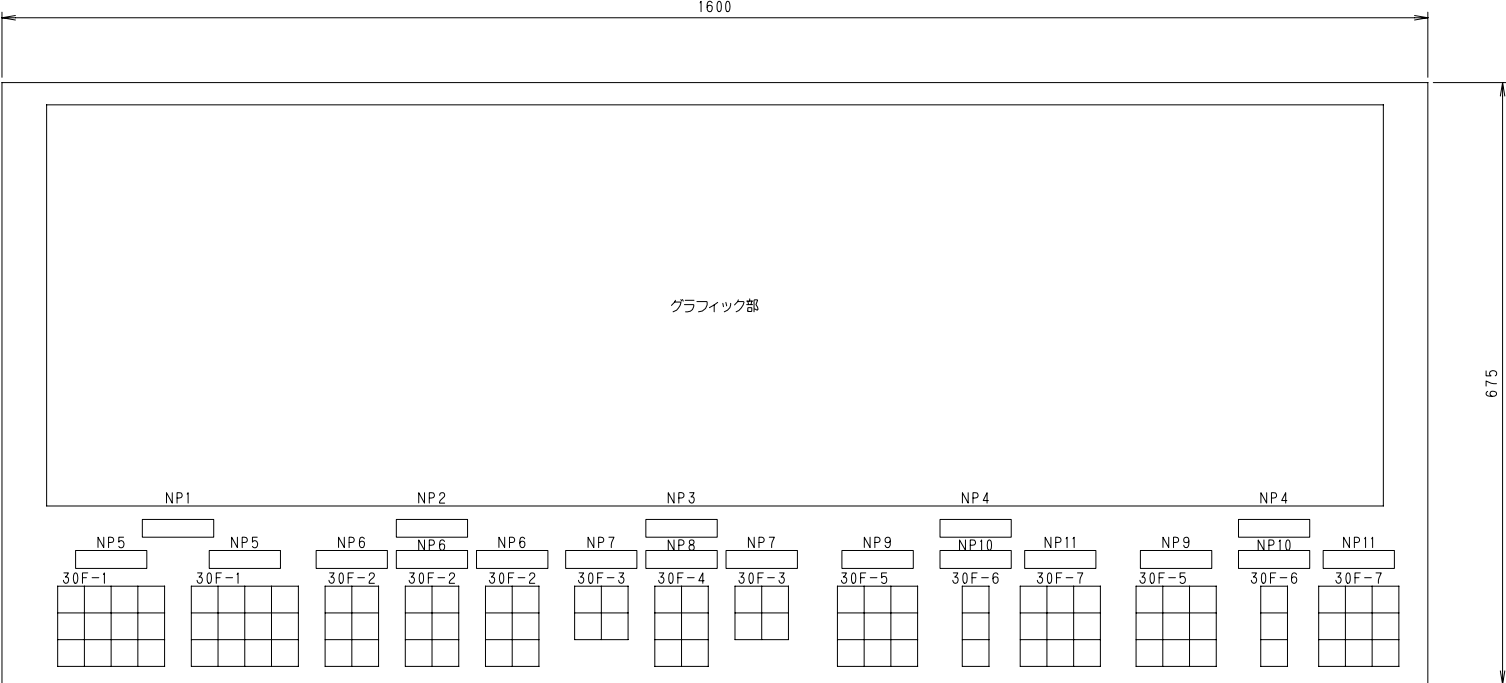 1600
グラフィック部
675
NP1 NP2 NP3 NP4 NP4
NP5 NP5 NP6 NP6 NP6 NP7 NP8 NP7 NP9 NP10 NP11 NP9 NP10 NP11
30F-1 30F-1 30F-2 30F-2 30F-2 30F-3 30F-4 30F-3 30F-5 30F-6 30F-7 30F-5 30F-6 30F-7